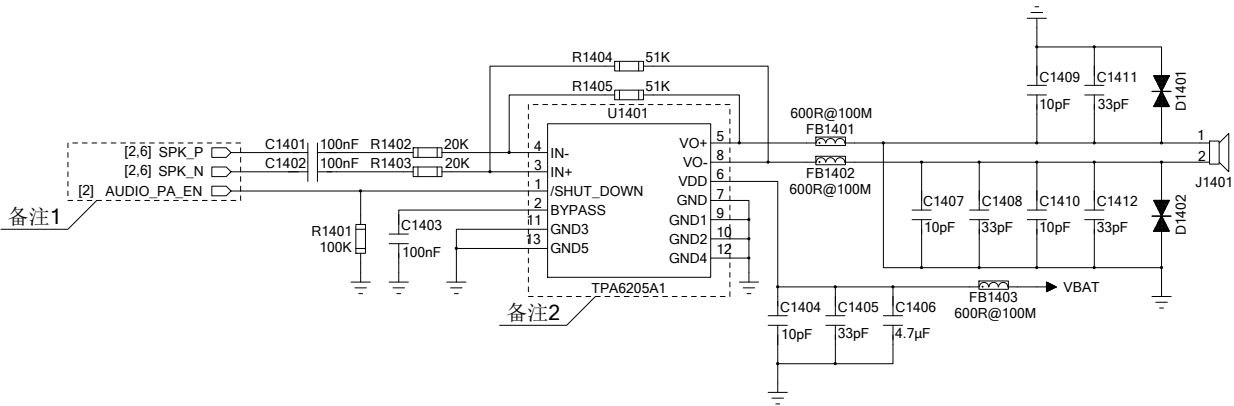 R1404 51K
R1405 51K
U1401
C1409
10pF
C1411
33pF
D1401
600R@100M
FB1401
[2,6] SPK_P
C1401 100nF R1402 20K
4 IN-
VO+ 5
1
[2,6] SPK_N
C1402 100nF R1403 20K
3 IN+
VO- 8
FB1402
600R@100M
2
J1401
[2] AUDIO_PA_EN
1 /SHUT_DOWN
VDD 6
备注1
2 BYPASS
GND 7
11 GND3
GND1 9
13 GND5
GND2 10
GND4 12
R1401
100K
C1403
100nF
C1407
10pF
C1408
33pF
C1410
10pF
C1412
33pF
D1402
TPA6205A1
备注2
FB1403
600R@100M
VBAT
C1404
10pF
C1405
33pF
C1406
4.7µF